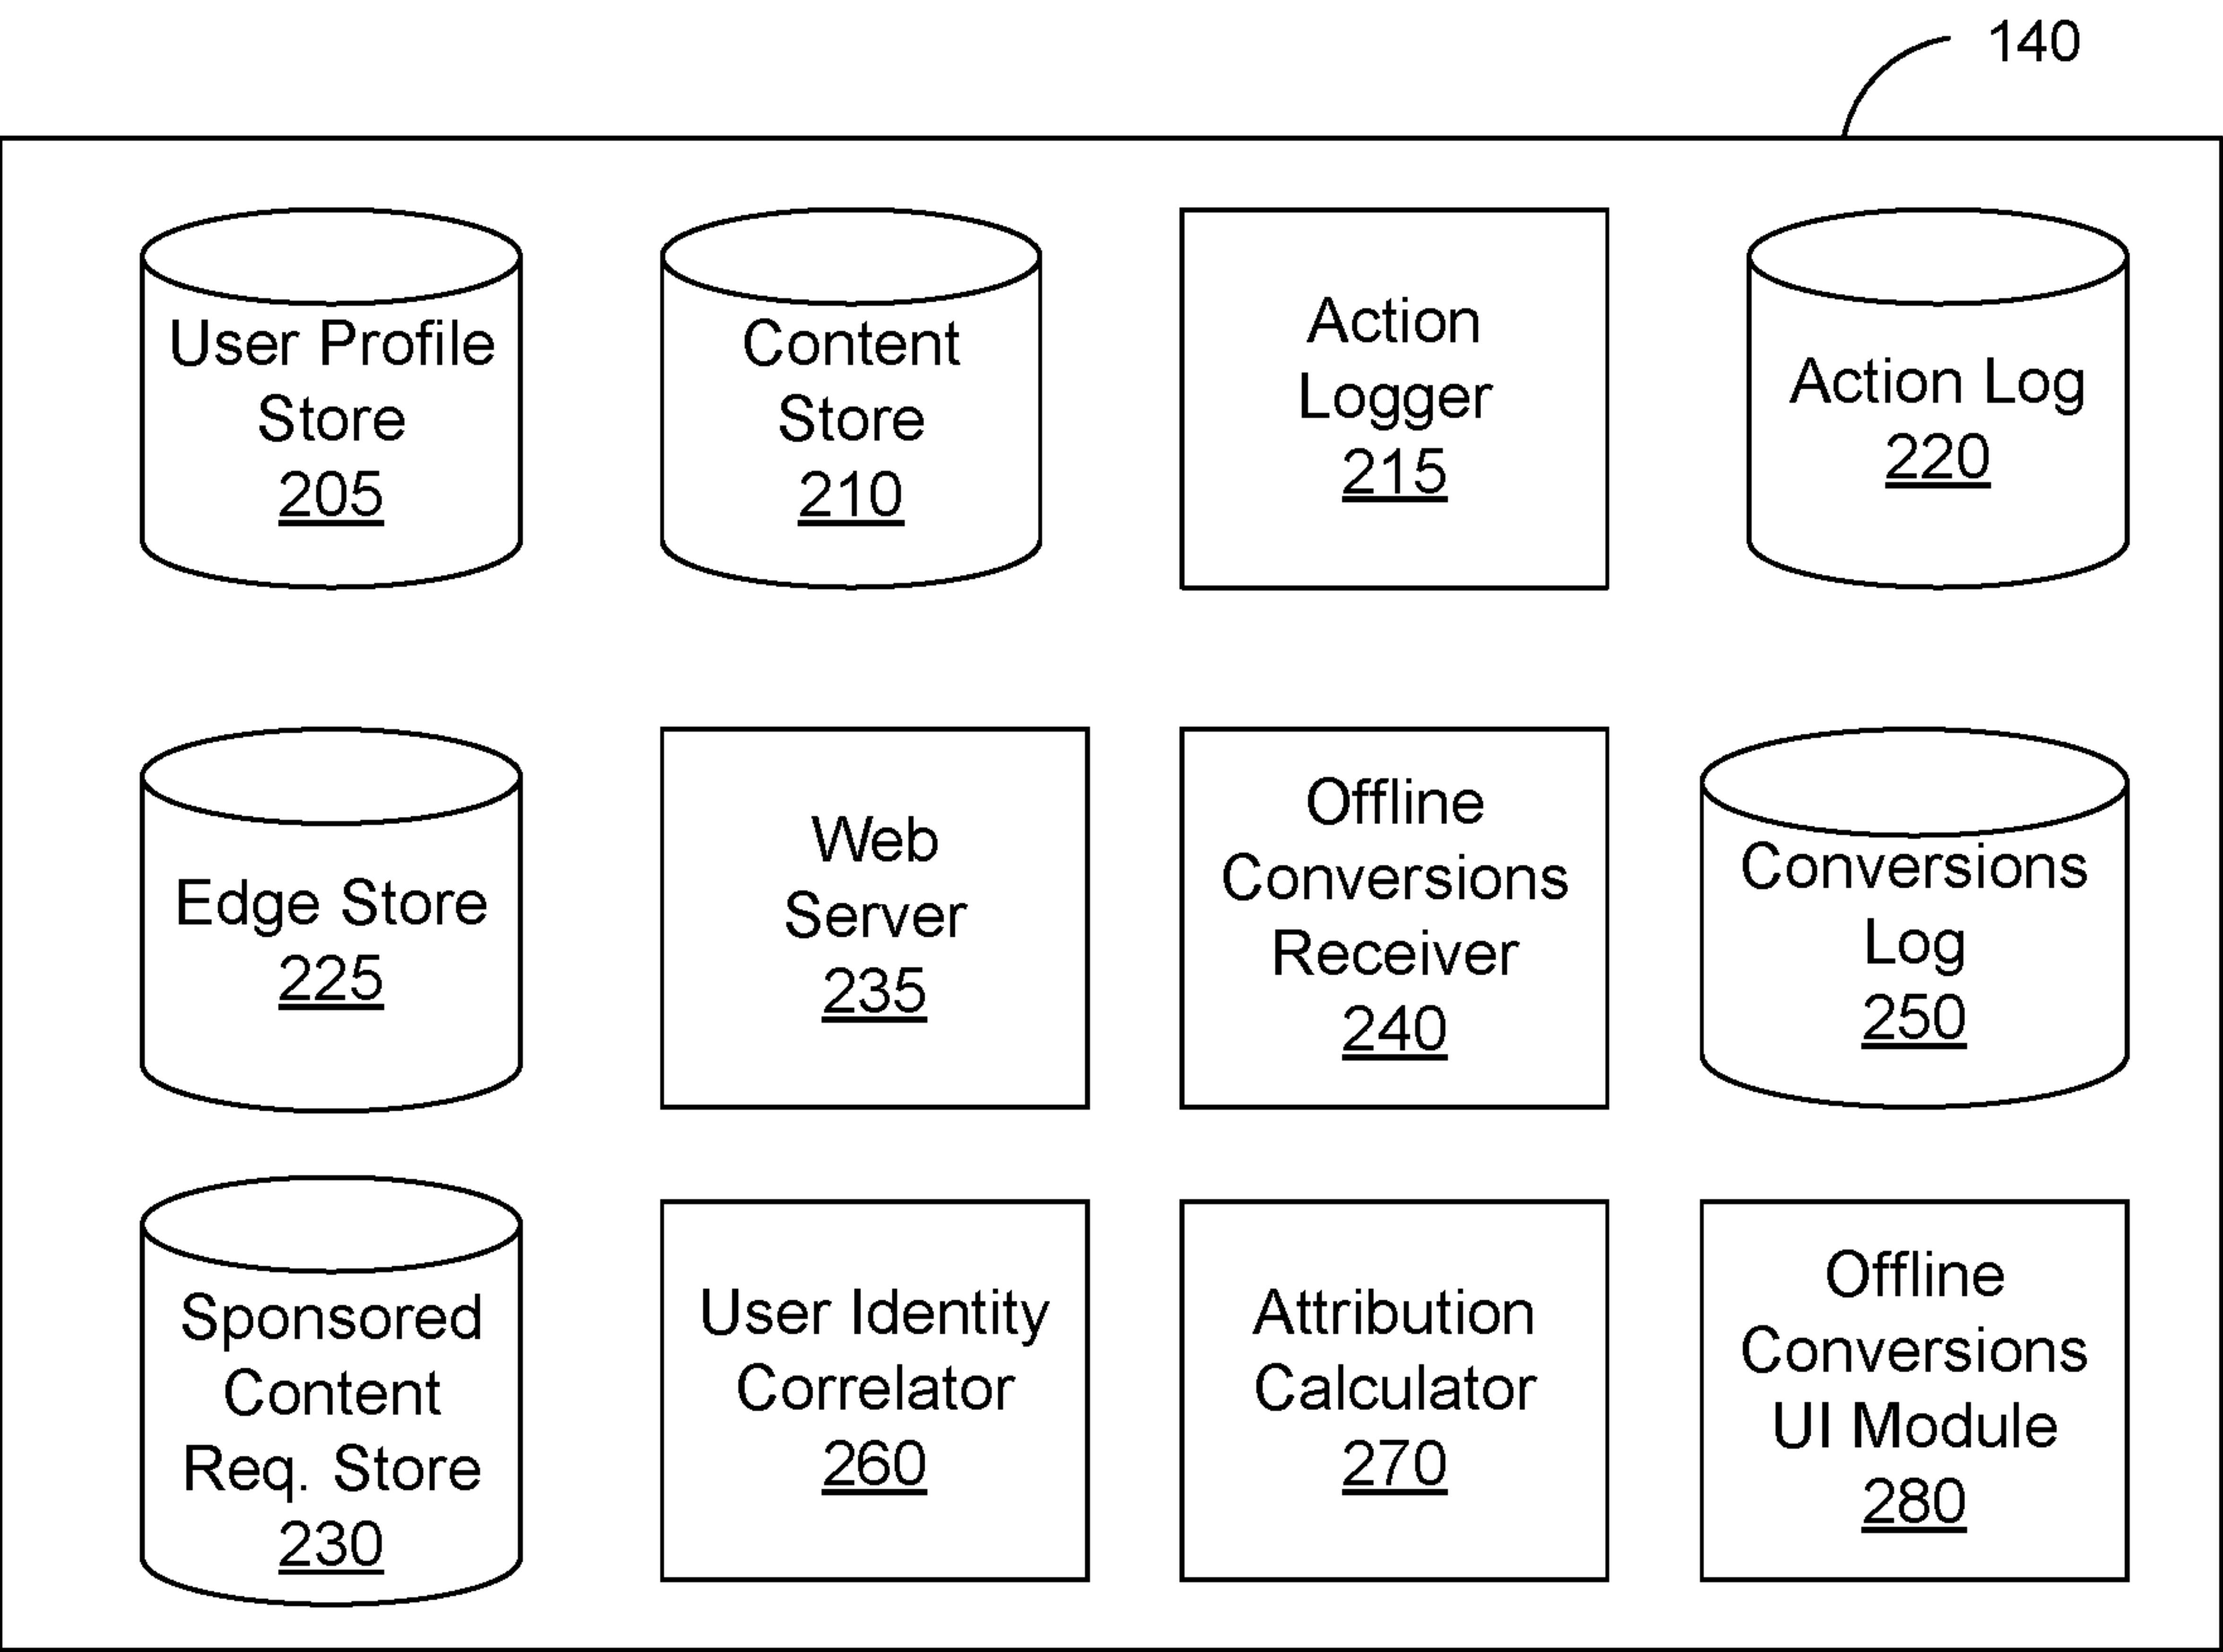 140
User Profile
Store
205
Content
Store
210
Action
Logger
215
Action Log
220
Edge Store
225
Web
Server
235
Offline
Conversions
Receiver
240
Conversions
Log
250
Sponsored
Content
Req. Store
230
User Identity
Correlator
260
Attribution
Calculator
270
Offline
Conversions
UI Module
280